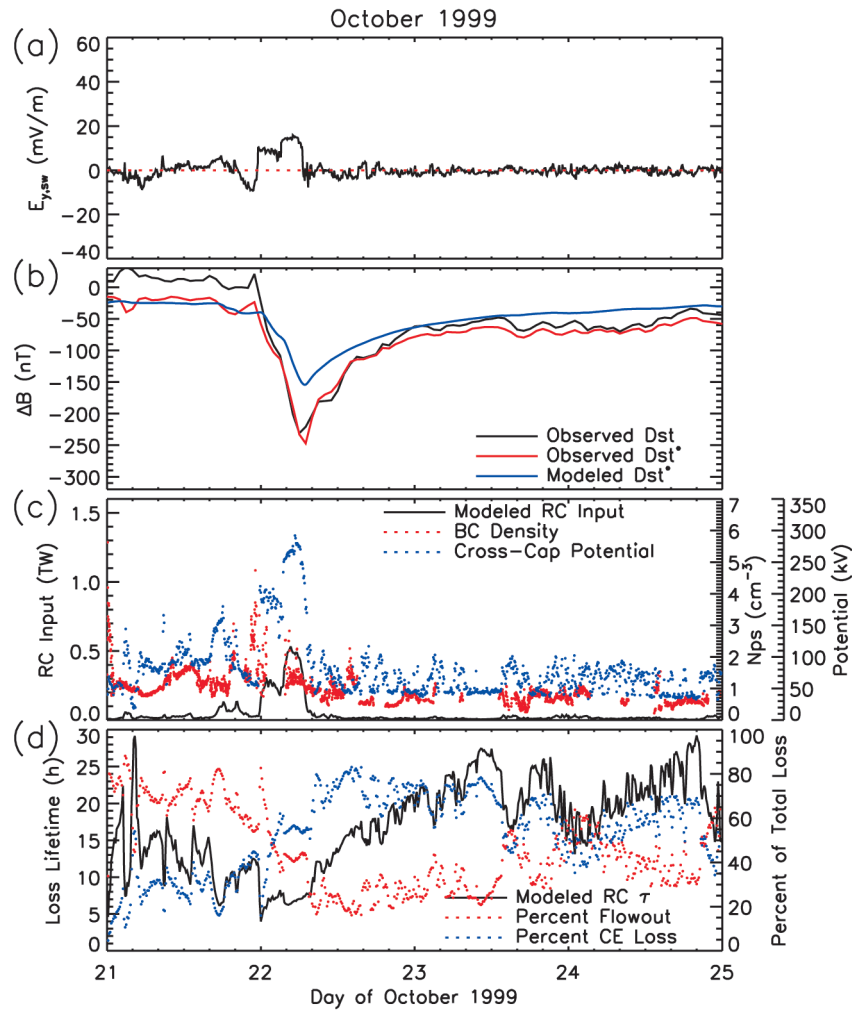 October 1999
(a)
E_y,sw (mV/m)
60
40
20
0
−20
−40
(b)
ΔB (nT)
0
−50
−100
−150
−200
−250
−300
Observed Dst
Observed Dst*
Modeled Dst*
(c)
RC Input (TW)
1.5
1.0
0.5
0.0
Modeled RC Input
BC Density
Cross−Cap Potential
7
6
5
4
3
2
1
0
Nps (cm⁻³)
350
300
250
200
150
100
50
0
Potential (kV)
(d)
Loss Lifetime (h)
30
25
20
15
10
5
0
Modeled RC τ
Percent Flowout
Percent CE Loss
100
80
60
40
20
0
Percent of Total Loss
21 22 23 24 25
Day of October 1999